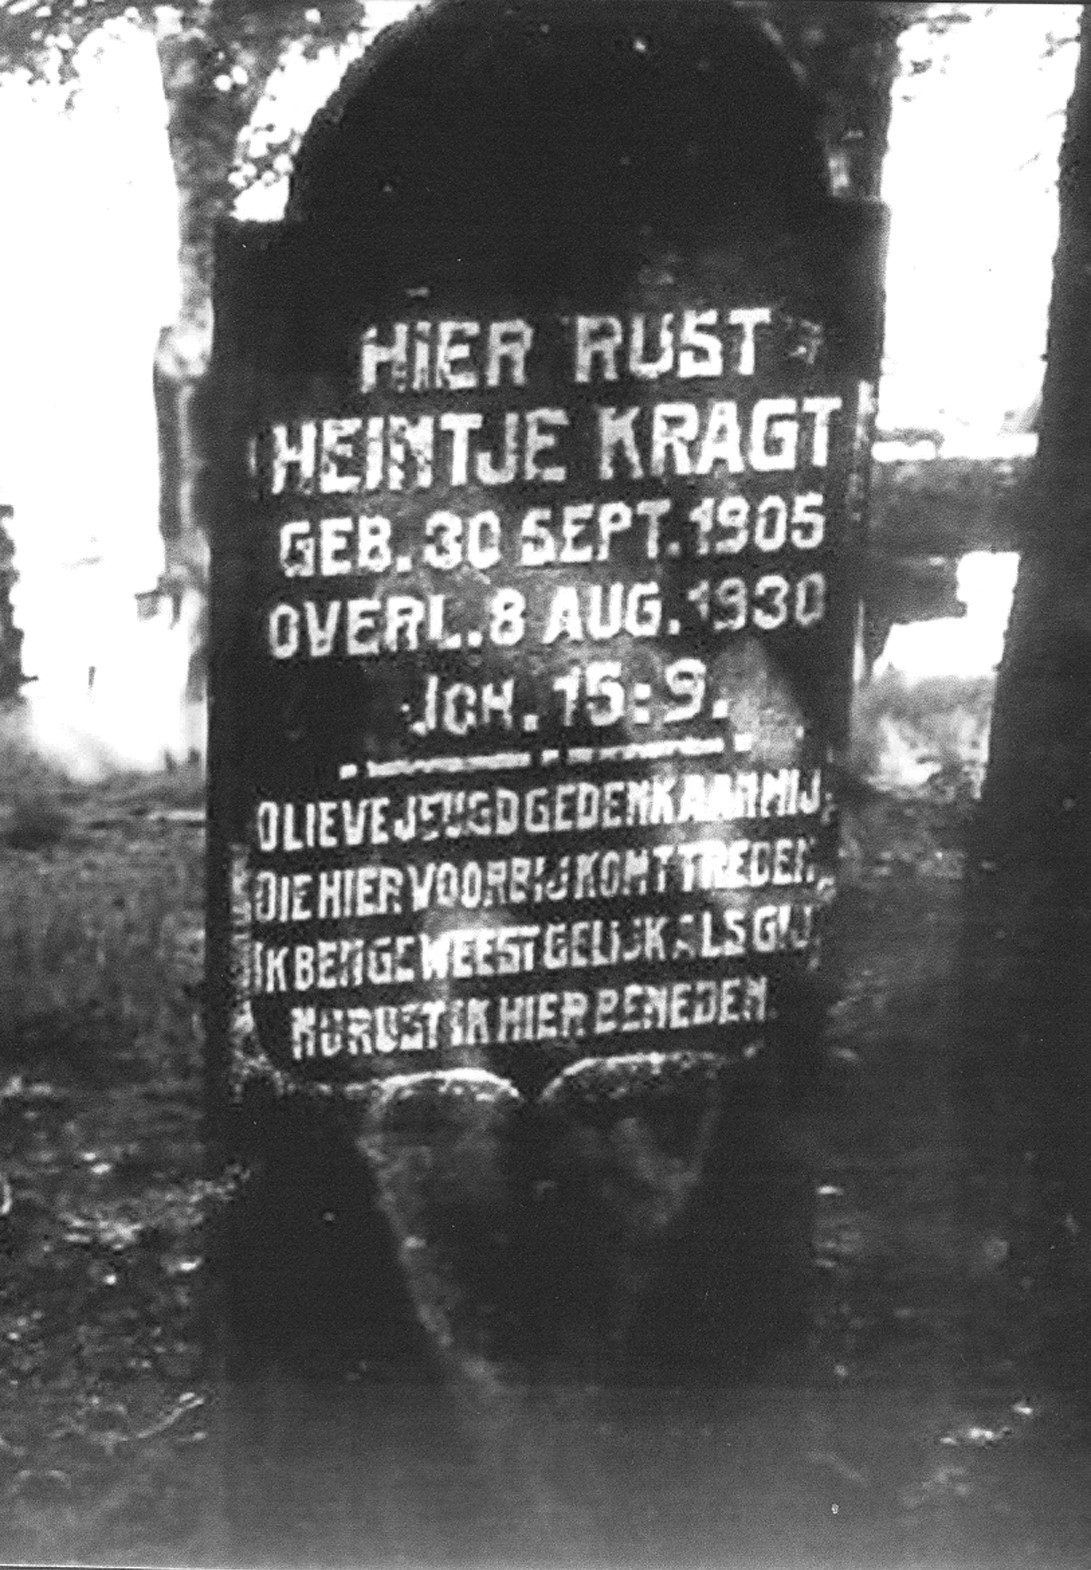 HIER RUST
HEINTJE KRAGT
GEB. 30 SEPT. 1905
OVERL. 8 AUG. 1930
JOH. 15:9.
O LIEVE JEUGD GEDENK AAN MIJ,
DIE HIER VOORBIJ KOMT TREDEN,
IK BEN GEWEEST GELIJK ALS GIJ,
NU RUST IK HIER BENEDEN.